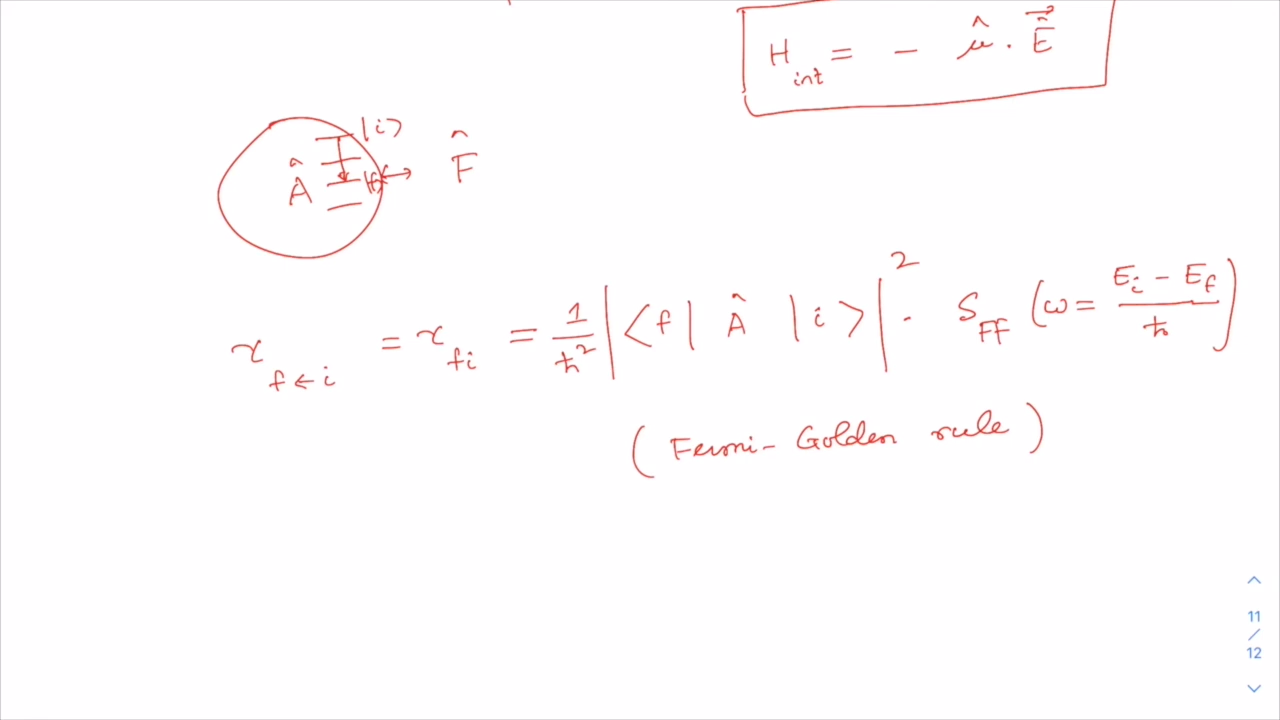 H_int = - μ̂ · Ê⃗
|i⟩
Â |f⟩ ↔ F̂
r_{f←i} = r_{fi} = 1/ħ² |⟨f| Â |i⟩|² · S_FF (ω = (E_i - E_f)/ħ)
(Fermi-Golden rule)
11
/
12